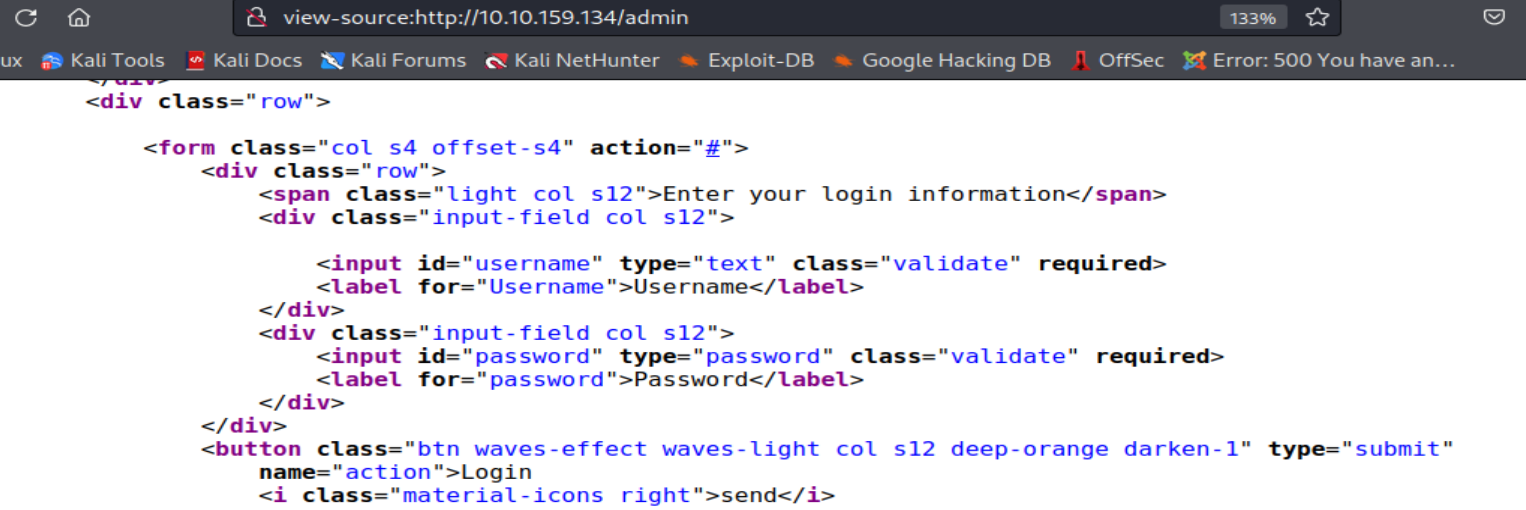 view-source:http://10.10.159.134/admin 133%
ux Kali Tools Kali Docs Kali Forums Kali NetHunter Exploit-DB Google Hacking DB OffSec Error: 500 You have an...
</div>
<div class="row">
<form class="col s4 offset-s4" action="#">
<div class="row">
<span class="light col s12">Enter your login information</span>
<div class="input-field col s12">
<input id="username" type="text" class="validate" required>
<label for="Username">Username</label>
</div>
<div class="input-field col s12">
<input id="password" type="password" class="validate" required>
<label for="password">Password</label>
</div>
</div>
<button class="btn waves-effect waves-light col s12 deep-orange darken-1" type="submit"
name="action">Login
<i class="material-icons right">send</i>